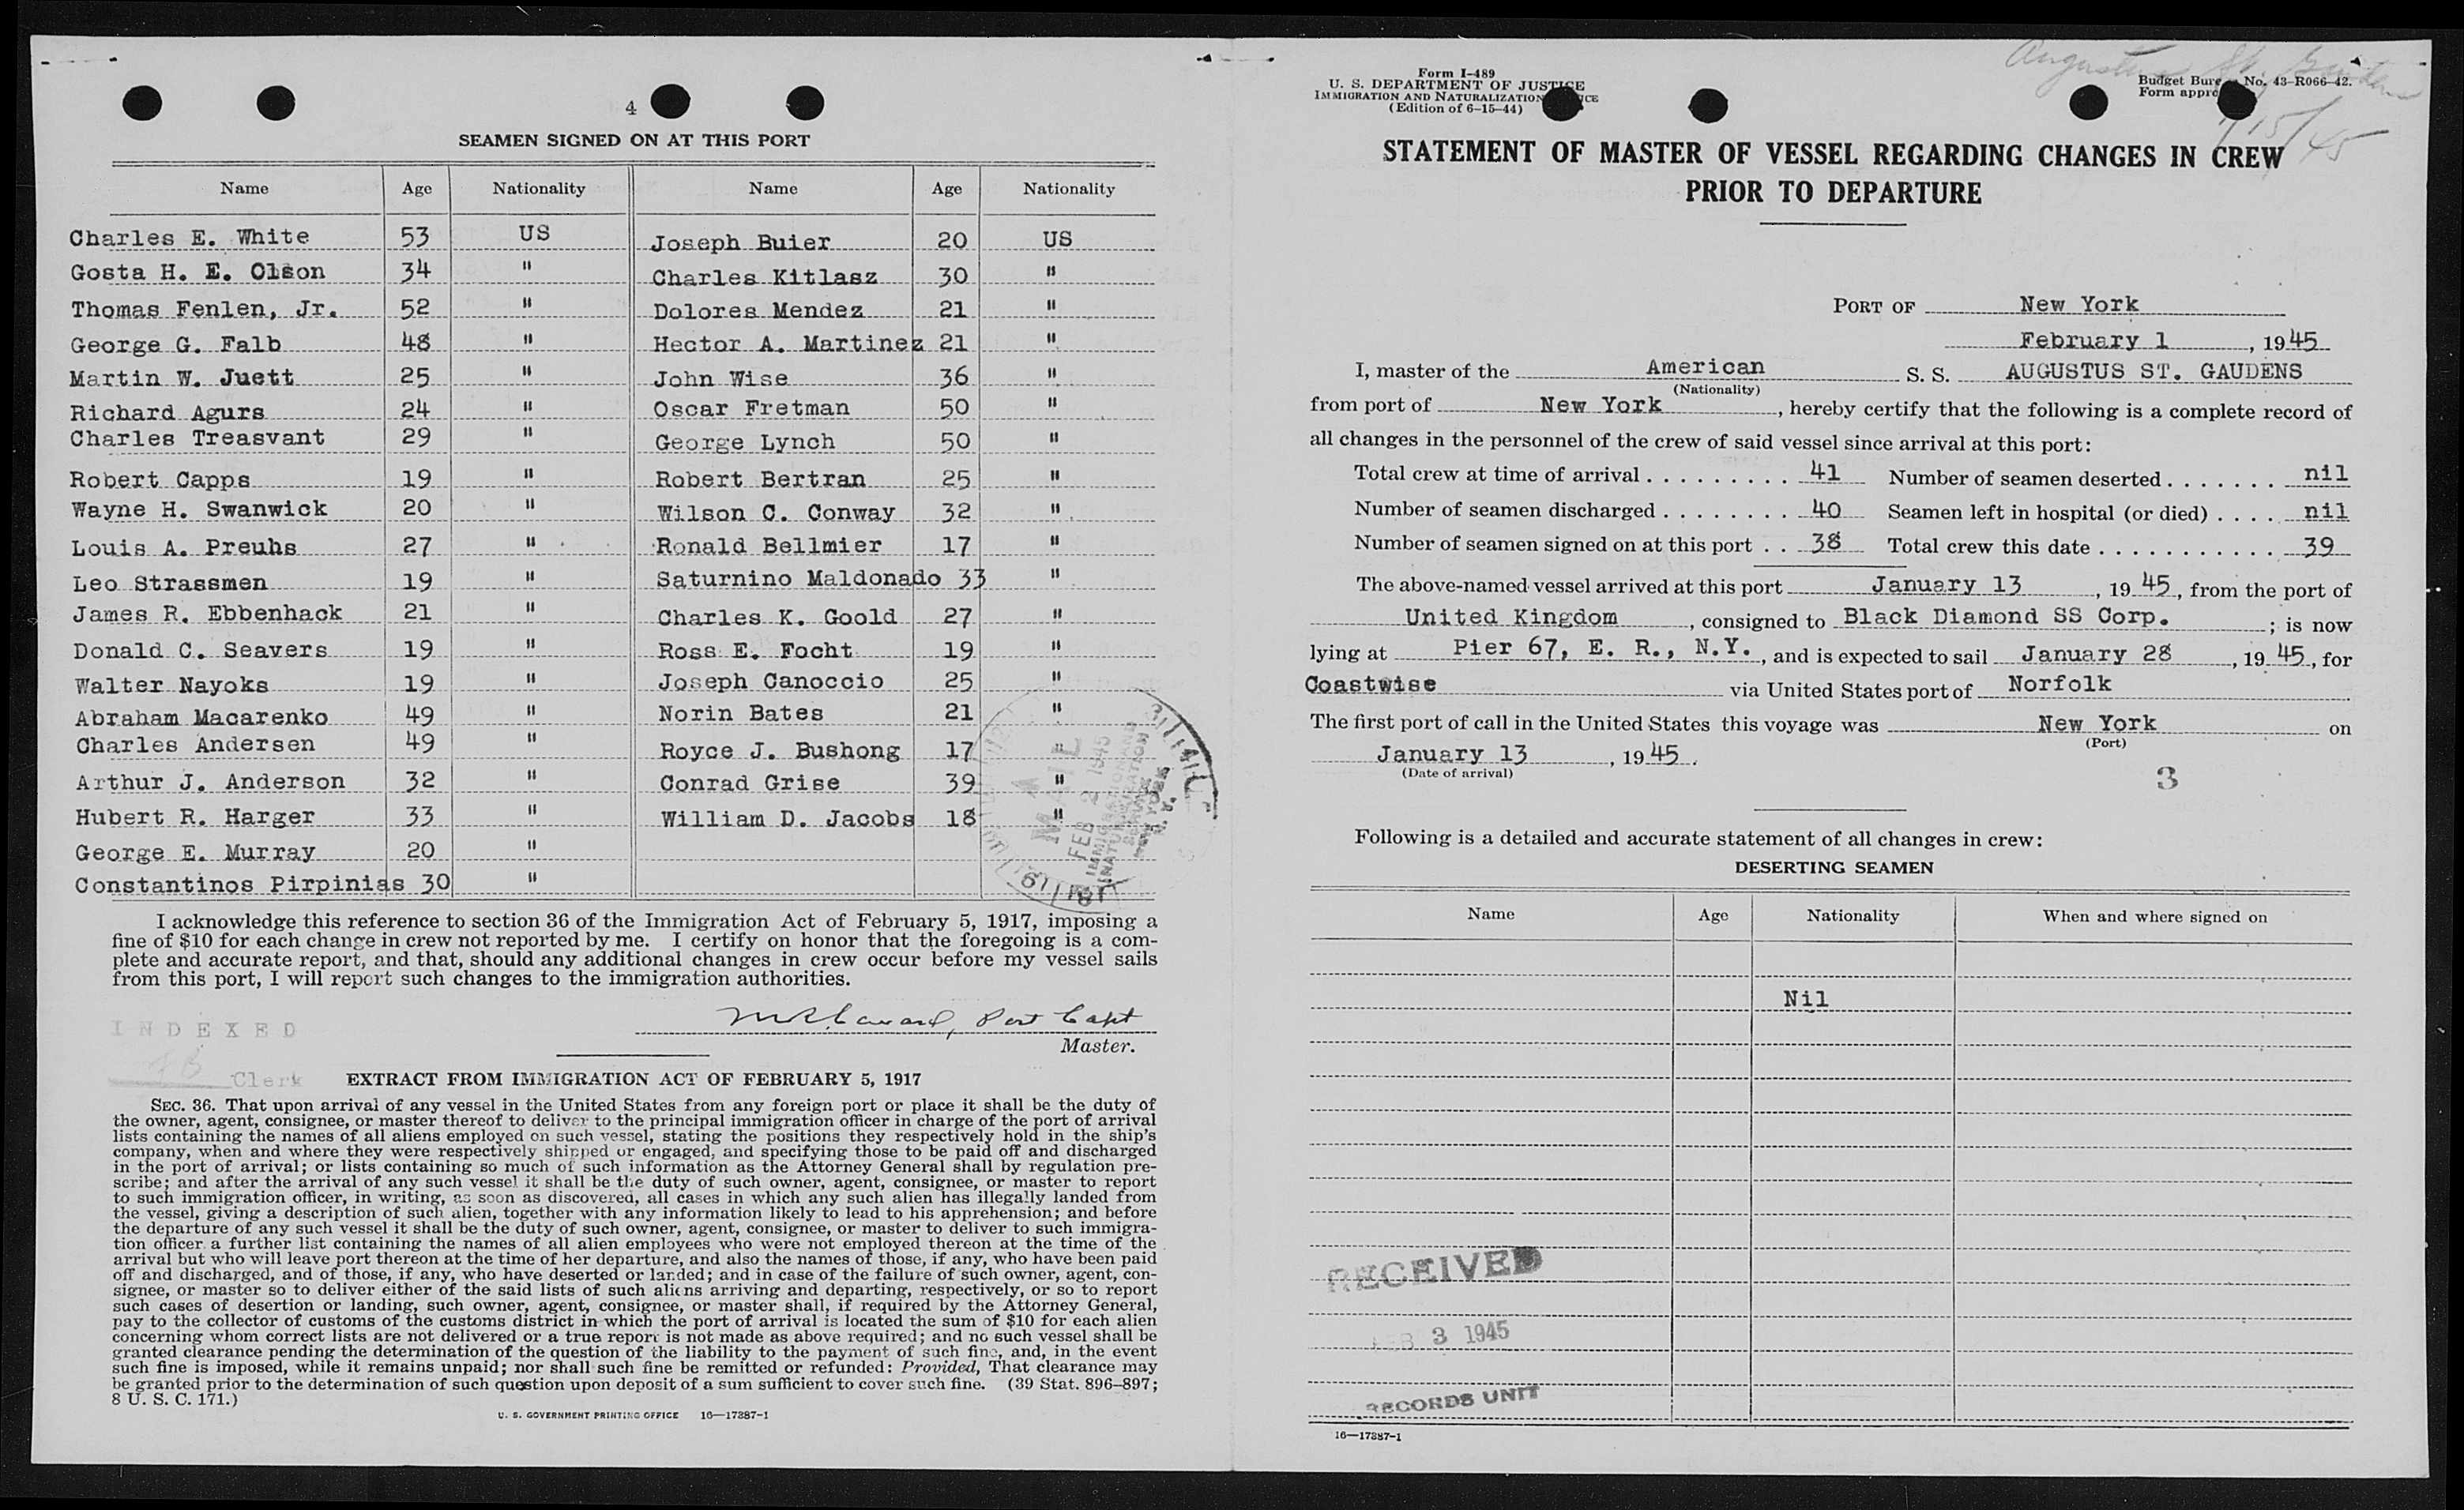 4
SEAMEN SIGNED ON AT THIS PORT
Name Age Nationality Name Age Nationality
Charles E. White 53 US Joseph Buier 20 US
Gosta H. E. Olson 34 " Charles Kitlasz 30 "
Thomas Fenlen, Jr. 52 " Dolores Mendez 21 "
George G. Falb 48 " Hector A. Martinez 21 "
Martin W. Juett 25 " John Wise 36 "
Richard Agurs 24 " Oscar Fretman 50 "
Charles Treasvant 29 " George Lynch 50 "
Robert Capps 19 " Robert Bertran 25 "
Wayne H. Swanwick 20 " Wilson C. Conway 32 "
Louis A. Preuhs 27 " Ronald Bellmier 17 "
Leo Strassmen 19 " Saturnino Maldonado 33 "
James R. Ebbenhack 21 " Charles K. Goold 27 "
Donald C. Seavers 19 " Ross E. Focht 19 "
Walter Nayoks 19 " Joseph Canoccio 25 "
Abraham Macarenko 49 " Norin Bates 21 "
Charles Andersen 49 " Royce J. Bushong 17 "
Arthur J. Anderson 32 " Conrad Grise 39 "
Hubert R. Harger 33 " William D. Jacobs 18 "
George E. Murray 20 "
Constantinos Pirpinias 30 "
MAIL
FEB 2 1945
IMMIGRATION AND
NATURALIZATION
SERVICE
NEW YORK
N. Y.
I acknowledge this reference to section 36 of the Immigration Act of February 5, 1917, imposing a
fine of $10 for each change in crew not reported by me. I certify on honor that the foregoing is a com-
plete and accurate report, and that, should any additional changes in crew occur before my vessel sails
from this port, I will report such changes to the immigration authorities.
Port Capt
Master.
INDEXED
Clerk
EXTRACT FROM IMMIGRATION ACT OF FEBRUARY 5, 1917
SEC. 36. That upon arrival of any vessel in the United States from any foreign port or place it shall be the duty of
the owner, agent, consignee, or master thereof to deliver to the principal immigration officer in charge of the port of arrival
lists containing the names of all aliens employed on such vessel, stating the positions they respectively hold in the ship's
company, when and where they were respectively shipped or engaged, and specifying those to be paid off and discharged
in the port of arrival; or lists containing so much of such information as the Attorney General shall by regulation pre-
scribe; and after the arrival of any such vessel it shall be the duty of such owner, agent, consignee, or master to report
to such immigration officer, in writing, as soon as discovered, all cases in which any such alien has illegally landed from
the vessel, giving a description of such alien, together with any information likely to lead to his apprehension; and before
the departure of any such vessel it shall be the duty of such owner, agent, consignee, or master to deliver to such immigra-
tion officer a further list containing the names of all alien employees who were not employed thereon at the time of the
arrival but who will leave port thereon at the time of her departure, and also the names of those, if any, who have been paid
off and discharged, and of those, if any, who have deserted or landed; and in case of the failure of such owner, agent, con-
signee, or master so to deliver either of the said lists of such aliens arriving and departing, respectively, or so to report
such cases of desertion or landing, such owner, agent, consignee, or master shall, if required by the Attorney General,
pay to the collector of customs of the customs district in which the port of arrival is located the sum of $10 for each alien
concerning whom correct lists are not delivered or a true report is not made as above required; and no such vessel shall be
granted clearance pending the determination of the question of the liability to the payment of such fine, and, in the event
such fine is imposed, while it remains unpaid; nor shall such fine be remitted or refunded: Provided, That clearance may
be granted prior to the determination of such question upon deposit of a sum sufficient to cover such fine. (39 Stat. 896–897;
8 U. S. C. 171.)
U. S. GOVERNMENT PRINTING OFFICE 16—17387-1
Augustus St. Gauden
1/15/45
Form I-489
U. S. DEPARTMENT OF JUSTICE
IMMIGRATION AND NATURALIZATION
(Edition of 6-15-44)
Budget Bure No. 43-R066-42.
Form appro
STATEMENT OF MASTER OF VESSEL REGARDING CHANGES IN CREW
PRIOR TO DEPARTURE
PORT OF New York
February 1, 1945
I, master of the American S. S. AUGUSTUS ST. GAUDENS
(Nationality)
from port of New York, hereby certify that the following is a complete record of
all changes in the personnel of the crew of said vessel since arrival at this port:
Total crew at time of arrival . . . . . . . . . 41 Number of seamen deserted . . . . . . . nil
Number of seamen discharged . . . . . . . . 40 Seamen left in hospital (or died) . . . . nil
Number of seamen signed on at this port . . 38 Total crew this date . . . . . . . . . . . . 39
The above-named vessel arrived at this port January 13, 1945, from the port of
United Kingdom, consigned to Black Diamond SS Corp.; is now
lying at Pier 67, E. R., N.Y., and is expected to sail January 28, 1945, for
Coastwise via United States port of Norfolk
The first port of call in the United States this voyage was New York on
(Port)
January 13, 1945.
(Date of arrival)
3
Following is a detailed and accurate statement of all changes in crew:
DESERTING SEAMEN
Name Age Nationality When and where signed on
Nil
RECEIVED
FEB 3 1945
RECORDS UNIT
16—17387-1